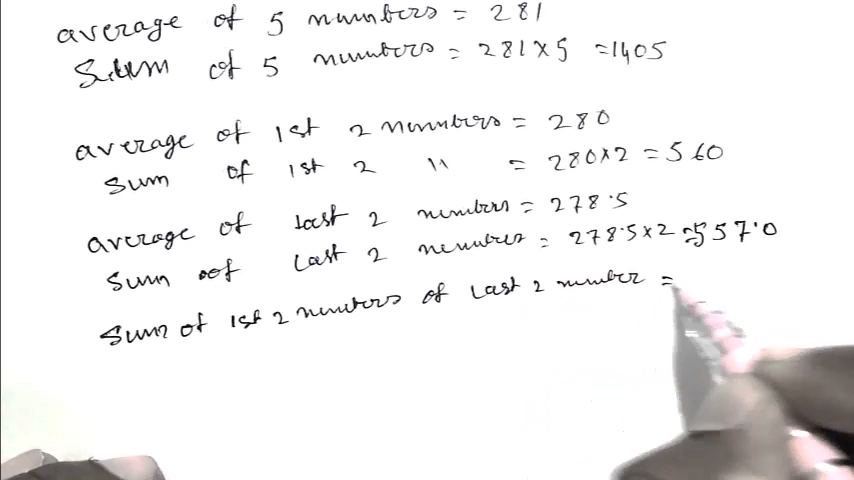 average of 5 numbers = 281
Sum of 5 numbers = 281×5 =1405
average of 1st 2 numbers = 280
Sum of 1st 2 " = 280×2 = 560
average of last 2 numbers = 278.5
Sum of last 2 numbers = 278.5×2 =557.0
Sum of 1st 2 numbers of Last 2 number =